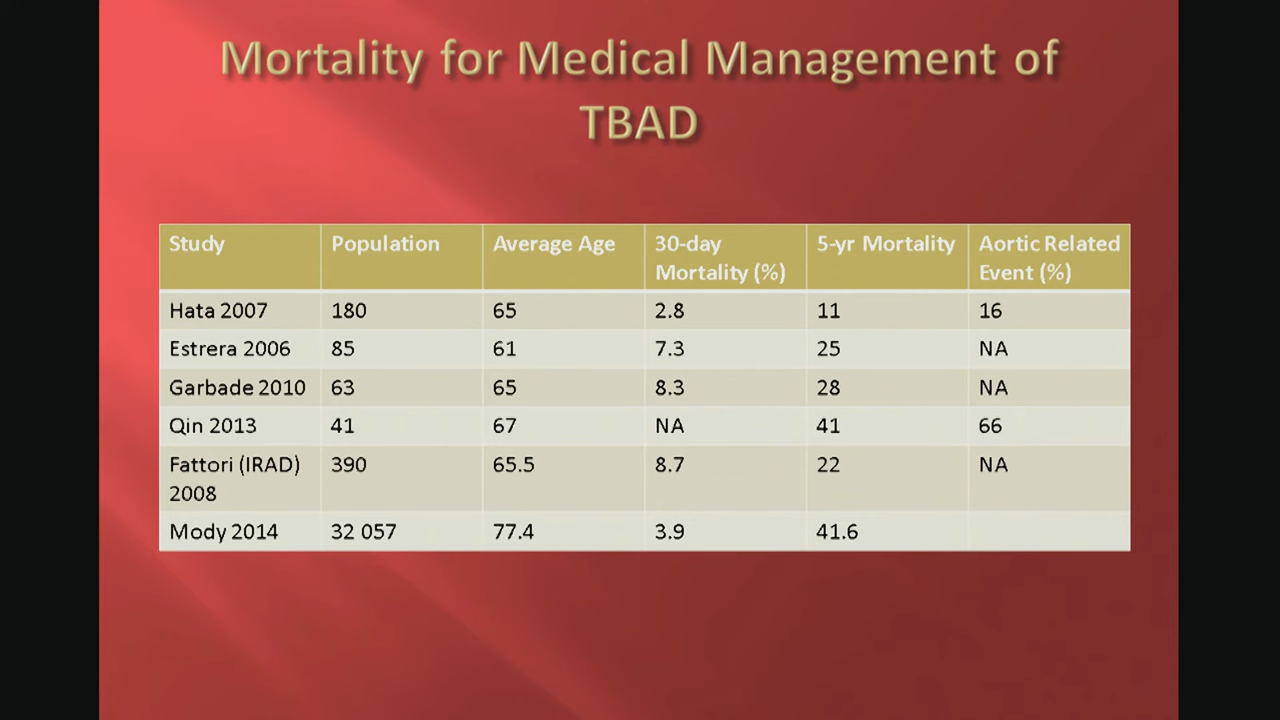 Mortality for Medical Management of
TBAD
Study Population Average Age 30-day Mortality (%) 5-yr Mortality Aortic Related Event (%)
Hata 2007 180 65 2.8 11 16
Estrera 2006 85 61 7.3 25 NA
Garbade 2010 63 65 8.3 28 NA
Qin 2013 41 67 NA 41 66
Fattori (IRAD) 2008 390 65.5 8.7 22 NA
Mody 2014 32 057 77.4 3.9 41.6